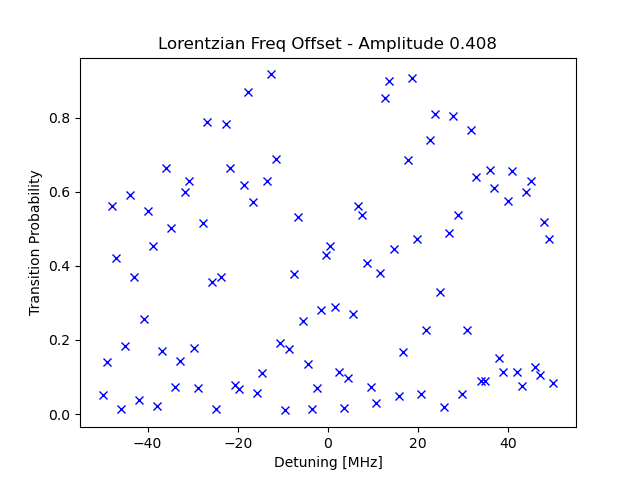 Lorentzian Freq Offset - Amplitude 0.408
Transition Probability
0.8
0.6
0.4
0.2
0.0
−40 −20 0 20 40
Detuning [MHz]